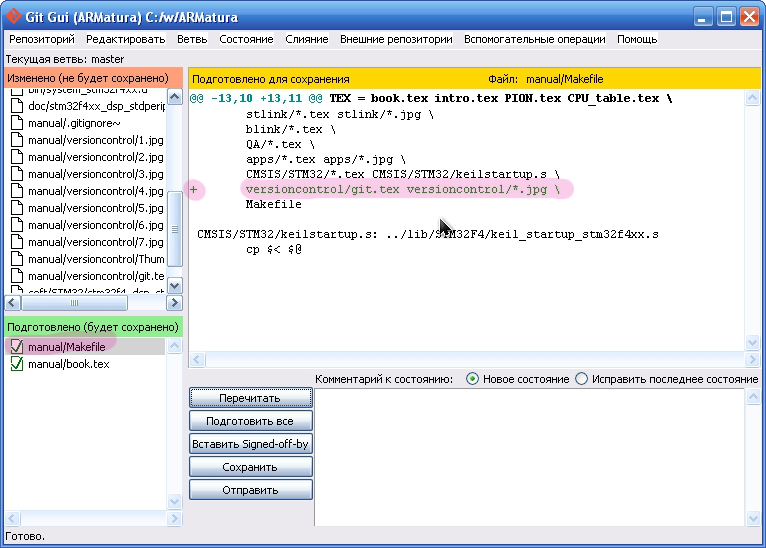 Git Gui (ARMatura) C:/w/ARMatura
Репозиторий Редактировать Ветвь Состояние Слияние Внешние репозитории Вспомогательные операции Помощь
Текущая ветвь: master
Изменено (не будет сохранено)
bin/system_stm32f4xx.d
doc/stm32f4xx_dsp_stdperip
manual/.gitignore~
manual/versioncontrol/1.jpg
manual/versioncontrol/2.jpg
manual/versioncontrol/3.jpg
manual/versioncontrol/4.jpg
manual/versioncontrol/5.jpg
manual/versioncontrol/6.jpg
manual/versioncontrol/7.jpg
manual/versioncontrol/Thum
manual/versioncontrol/git.te
soft/STM32/stm32f4_dsp_st
Подготовлено (будет сохранено)
manual/Makefile
manual/book.tex
Подготовлено для сохранения Файл: manual/Makefile
@@ -13,10 +13,11 @@ TEX = book.tex intro.tex PION.tex CPU_table.tex \
stlink/*.tex stlink/*.jpg \
blink/*.tex \
QA/*.tex \
apps/*.tex apps/*.jpg \
CMSIS/STM32/*.tex CMSIS/STM32/keilstartup.s \
+ versioncontrol/git.tex versioncontrol/*.jpg \
Makefile
CMSIS/STM32/keilstartup.s: ../lib/STM32F4/keil_startup_stm32f4xx.s
cp $< $@
Комментарий к состоянию: Новое состояние Исправить последнее состояние
Перечитать
Подготовить все
Вставить Signed-off-by
Сохранить
Отправить
Готово.